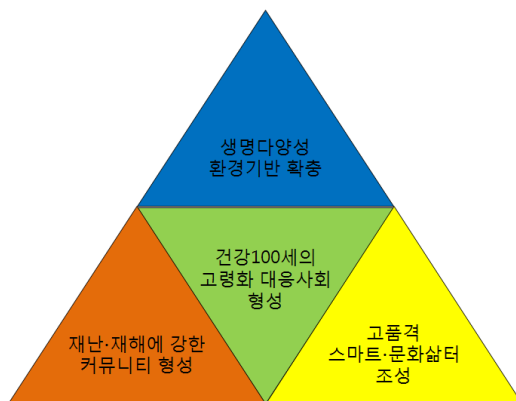 생명다양성
환경기반 확충
건강100세의
고령화 대응사회
형성
재난·재해에 강한
커뮤니티 형성
고품격
스마트·문화삶터
조성